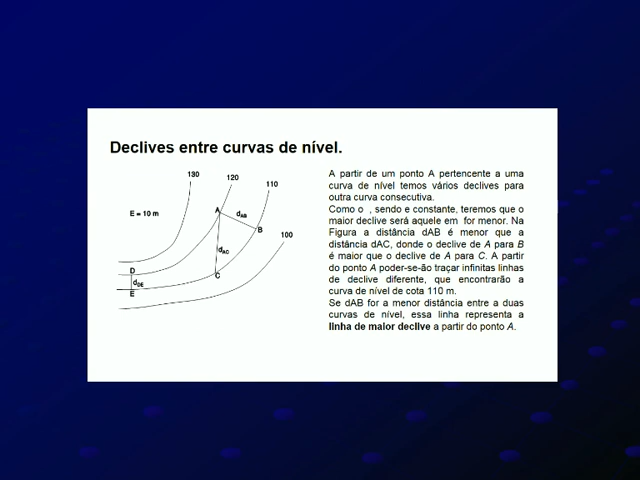 Declives entre curvas de nível.
130
120
110
100
E = 10 m
A
dAB
B
dAC
C
D
dDE
E
A partir de um ponto A pertencente a uma
curva de nível temos vários declives para
outra curva consecutiva.
Como o , sendo e constante, teremos que o
maior declive será aquele em for menor. Na
Figura a distância dAB é menor que a
distância dAC, donde o declive de A para B
é maior que o declive de A para C. A partir
do ponto A poder-se-ão traçar infinitas linhas
de declive diferente, que encontrarão a
curva de nível de cota 110 m.
Se dAB for a menor distância entre a duas
curvas de nível, essa linha representa a
linha de maior declive a partir do ponto A.